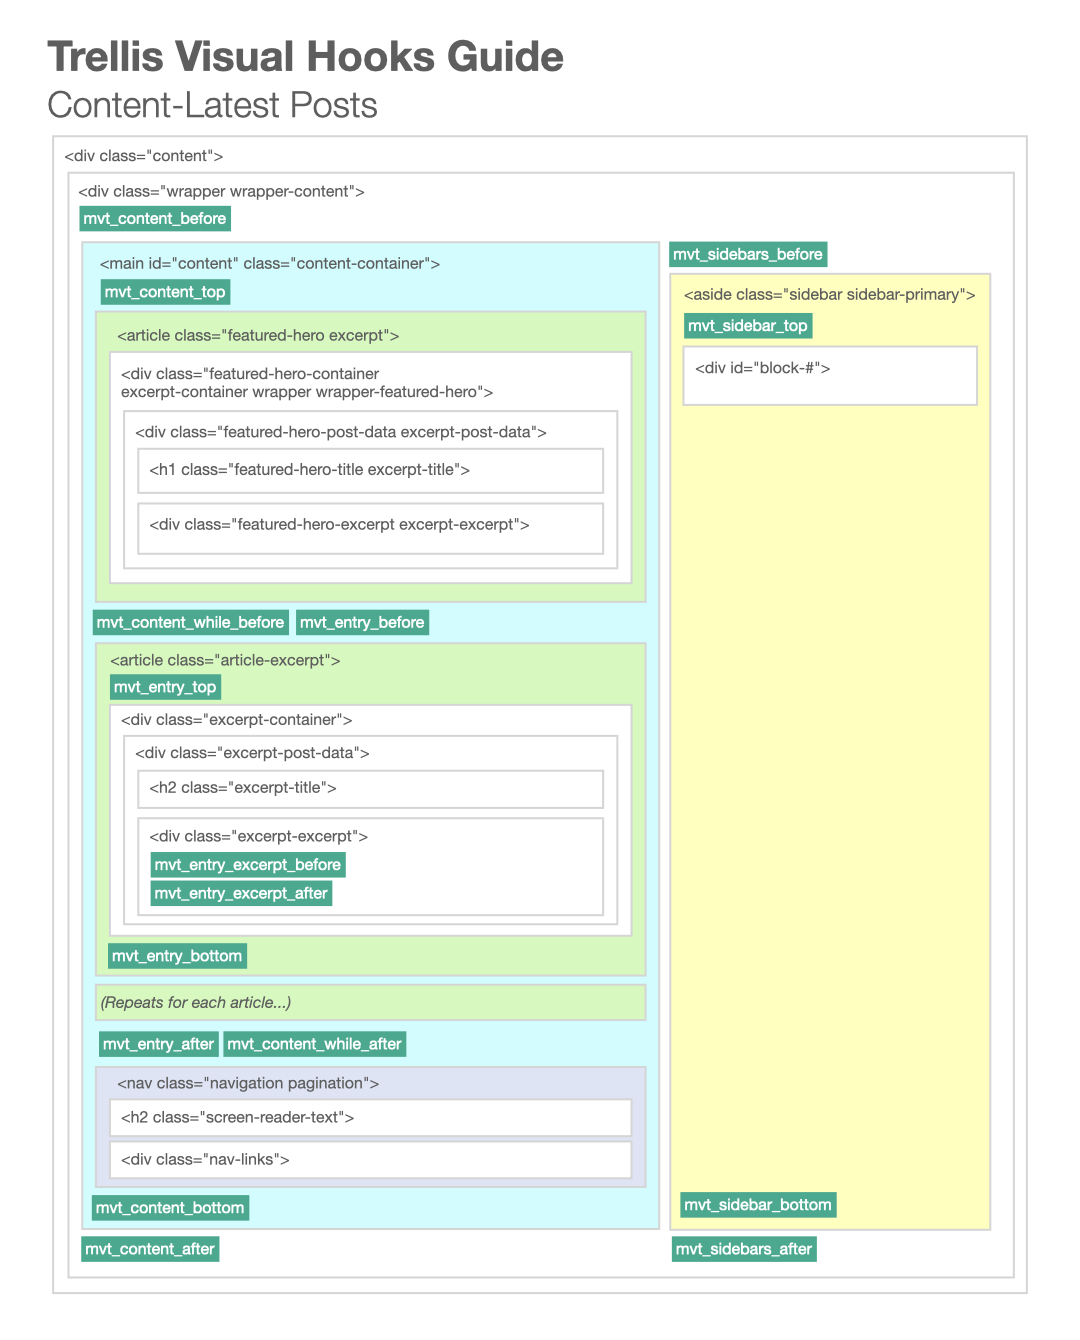 Trellis Visual Hooks Guide
Content-Latest Posts
<div class="content">
<div class="wrapper wrapper-content">
mvt_content_before
<main id="content" class="content-container">
mvt_content_top
<article class="featured-hero excerpt">
<div class="featured-hero-container
excerpt-container wrapper wrapper-featured-hero">
<div class="featured-hero-post-data excerpt-post-data">
<h1 class="featured-hero-title excerpt-title">
<div class="featured-hero-excerpt excerpt-excerpt">
mvt_content_while_before mvt_entry_before
<article class="article-excerpt">
mvt_entry_top
<div class="excerpt-container">
<div class="excerpt-post-data">
<h2 class="excerpt-title">
<div class="excerpt-excerpt">
mvt_entry_excerpt_before
mvt_entry_excerpt_after
mvt_entry_bottom
(Repeats for each article...)
mvt_entry_after mvt_content_while_after
<nav class="navigation pagination">
<h2 class="screen-reader-text">
<div class="nav-links">
mvt_content_bottom
mvt_content_after
mvt_sidebars_before
<aside class="sidebar sidebar-primary">
mvt_sidebar_top
<div id="block-#">
mvt_sidebar_bottom
mvt_sidebars_after